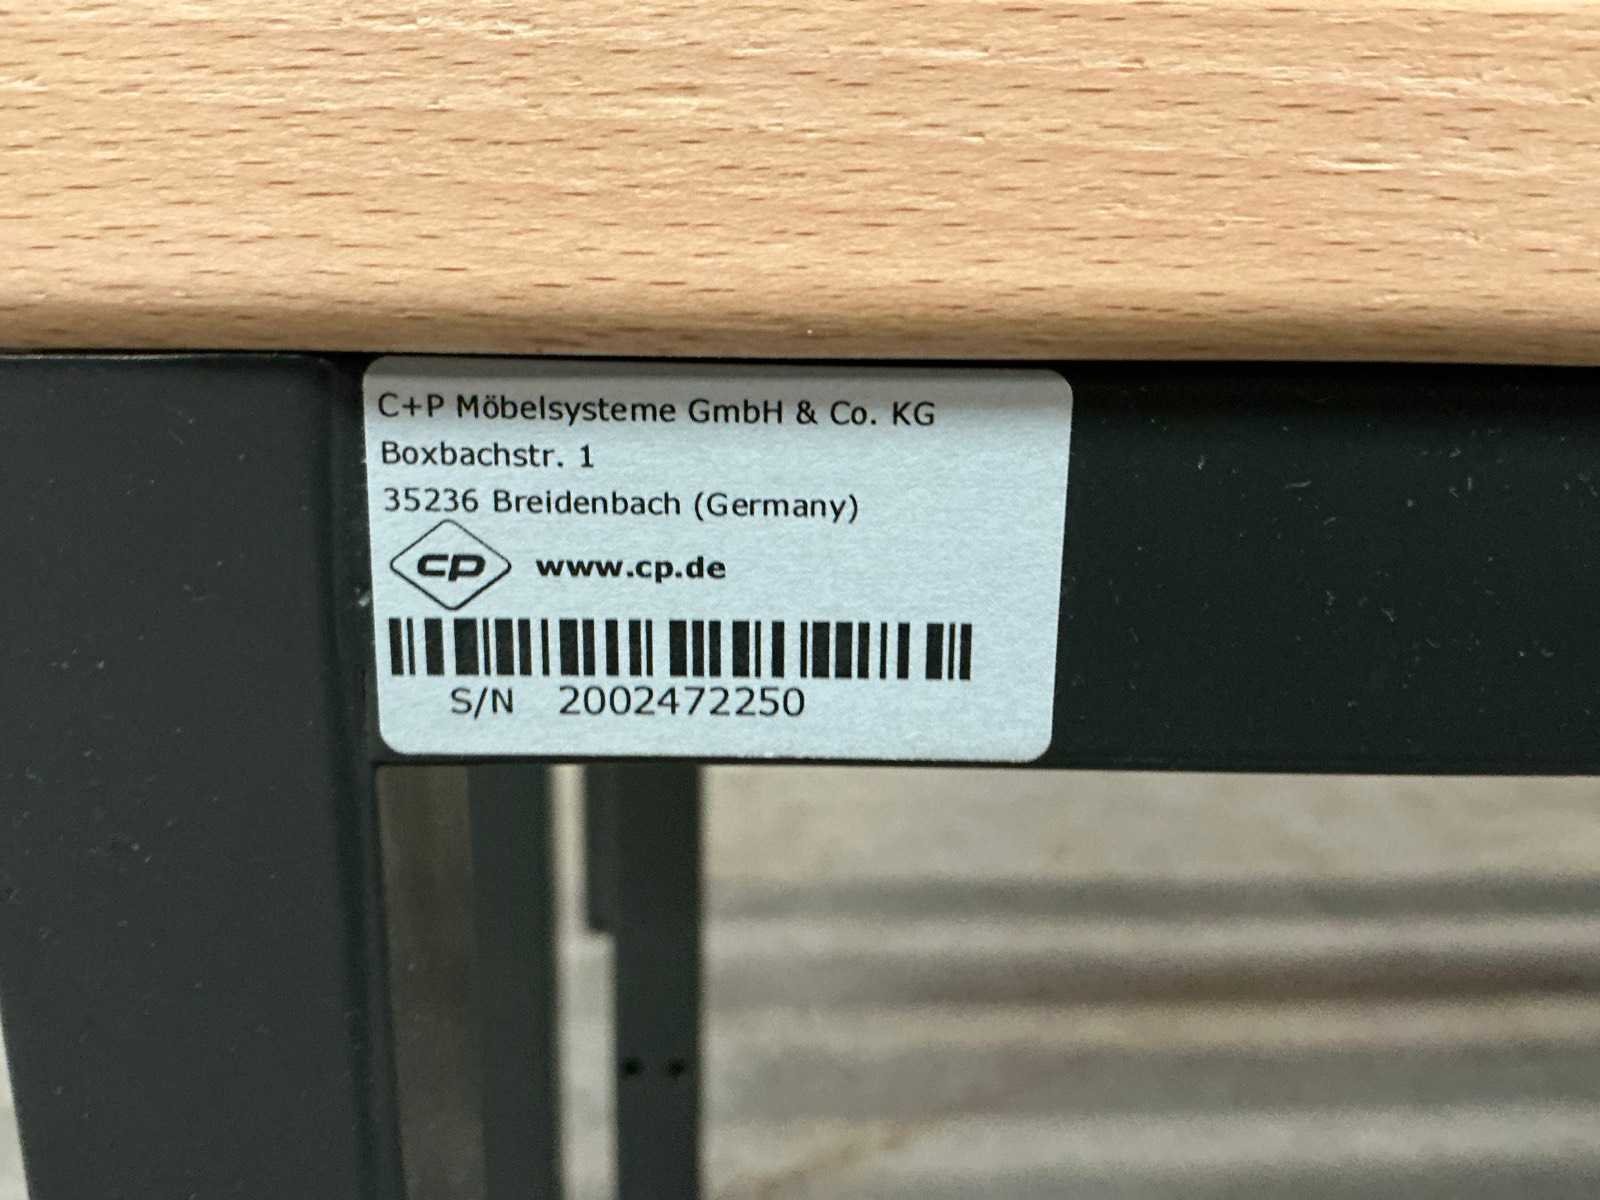 C+P Möbelsysteme GmbH & Co. KG
Boxbachstr. 1
35236 Breidenbach (Germany)
CP www.cp.de
S/N 2002472250